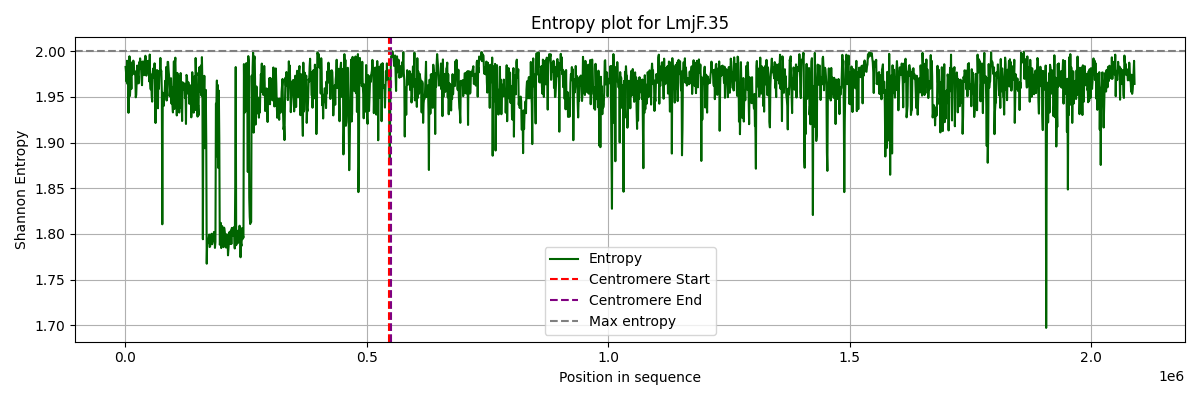 Entropy plot for LmjF.35
Shannon Entropy
2.00
1.95
1.90
1.85
1.80
1.75
1.70
Entropy
Centromere Start
Centromere End
Max entropy
0.0 0.5 1.0 1.5 2.0
1e6
Position in sequence